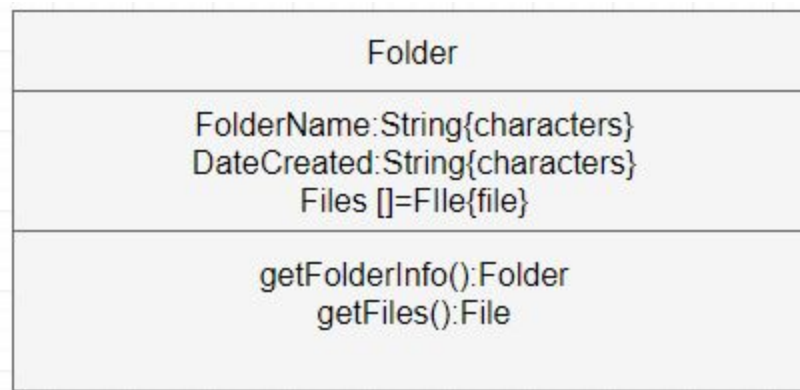 Folder
FolderName:String{characters}
DateCreated:String{characters}
Files []=FIle{file}
getFolderInfo():Folder
getFiles():File